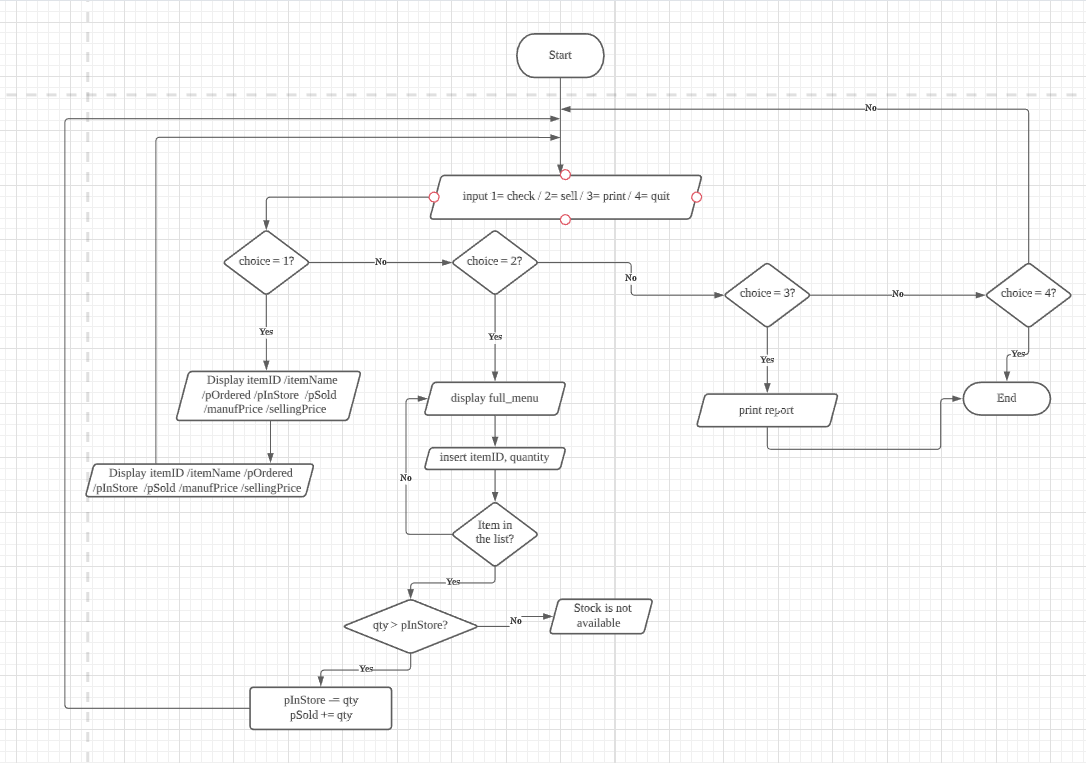 Start
No
input 1= check / 2= sell / 3= print / 4= quit
choice = 1?
No
choice = 2?
No
choice = 3?
No
choice = 4?
Yes
Yes
Yes
Yes
Display itemID /itemName
/pOrdered /pInStore /pSold
/manufPrice /sellingPrice
display full_menu
print report
End
insert itemID, quantity
Display itemID /itemName /pOrdered
/pInStore /pSold /manufPrice /sellingPrice
No
Item in
the list?
Yes
qty > pInStore?
No
Stock is not
available
Yes
pInStore -= qty
pSold += qty